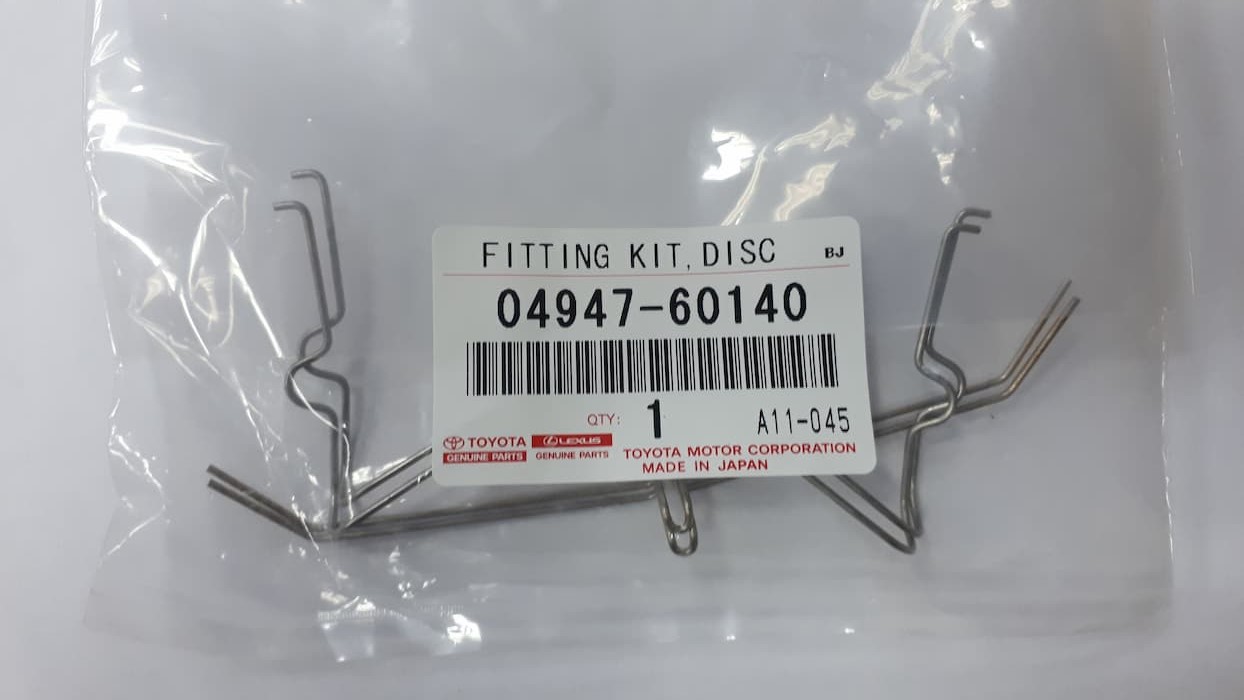 FITTING KIT, DISC BJ
04947-60140
QTY: 1 A11-045
TOYOTA LEXUS TOYOTA MOTOR CORPORATION
GENUINE PARTS GENUINE PARTS MADE IN JAPAN